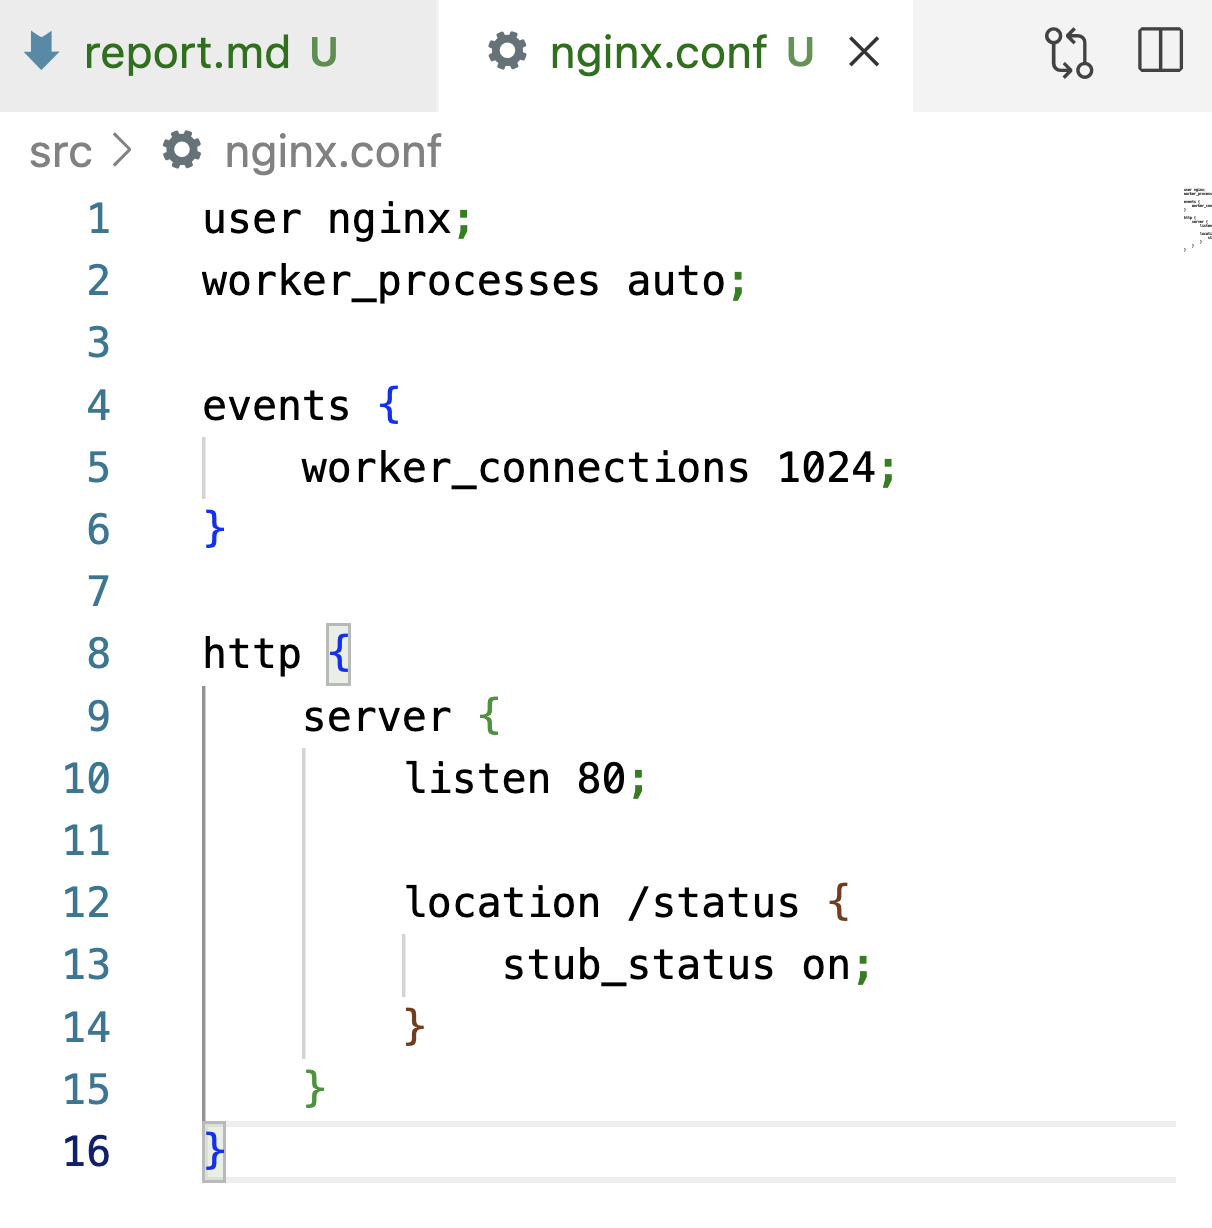 report.md U nginx.conf U
src > nginx.conf
1 user nginx;
2 worker_processes auto;
3
4 events {
5 worker_connections 1024;
6 }
7
8 http {
9 server {
10 listen 80;
11
12 location /status {
13 stub_status on;
14 }
15 }
16 }